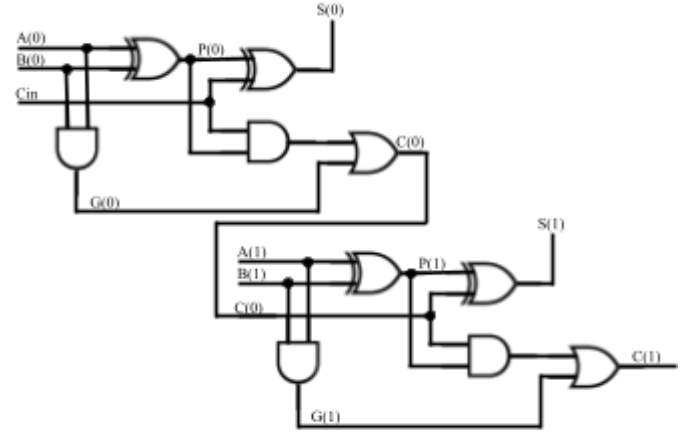 S(0)
A(0)
P(0)
B(0)
Cin
C(0)
G(0)
S(1)
A(1)
P(1)
B(1)
C(0)
C(1)
G(1)